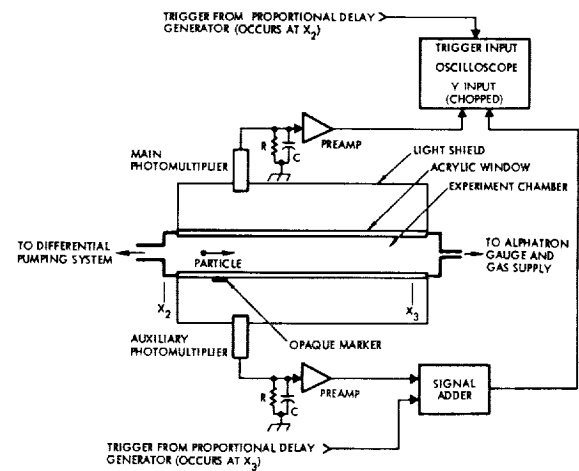 TRIGGER FROM PROPORTIONAL DELAY
GENERATOR (OCCURS AT X2)
TRIGGER INPUT
OSCILLOSCOPE
Y INPUT
(CHOPPED)
R
C
PREAMP
MAIN
PHOTOMULTIPLIER
LIGHT SHIELD
ACRYLIC WINDOW
EXPERIMENT CHAMBER
TO DIFFERENTIAL
PUMPING SYSTEM
PARTICLE
TO ALPHATRON
GAUGE AND
GAS SUPPLY
X2
X3
AUXILIARY
PHOTOMULTIPLIER
OPAQUE MARKER
R
C
PREAMP
SIGNAL
ADDER
TRIGGER FROM PROPORTIONAL DELAY
GENERATOR (OCCURS AT X3)